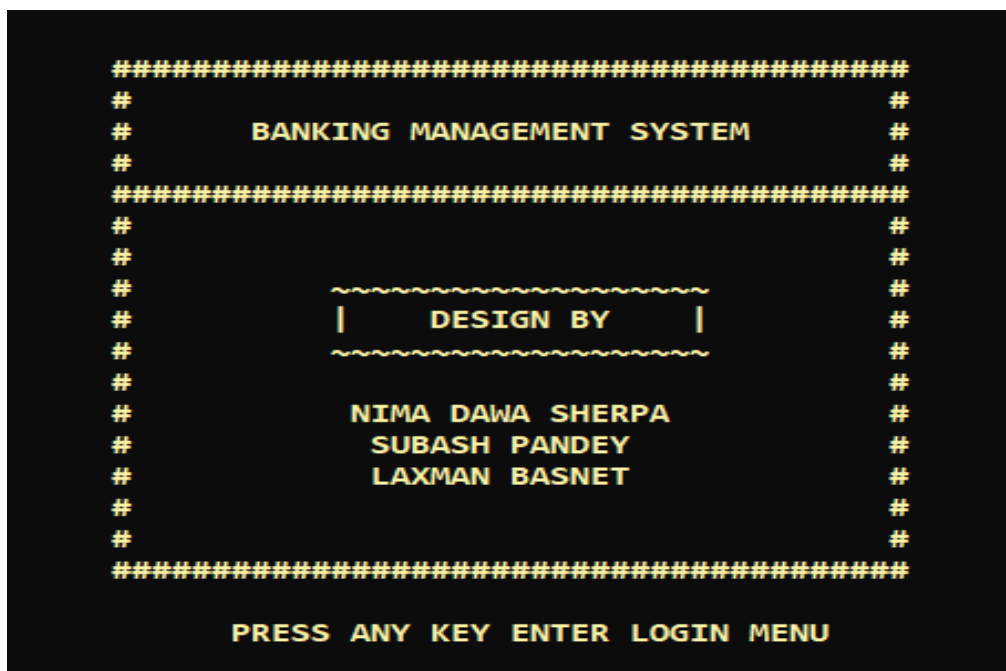 ########################################
# #
# BANKING MANAGEMENT SYSTEM #
# #
########################################
# #
# #
# ~~~~~~~~~~~~~~~~~~~ #
# | DESIGN BY | #
# ~~~~~~~~~~~~~~~~~~~ #
# #
# NIMA DAWA SHERPA #
# SUBASH PANDEY #
# LAXMAN BASNET #
# #
# #
########################################
PRESS ANY KEY ENTER LOGIN MENU